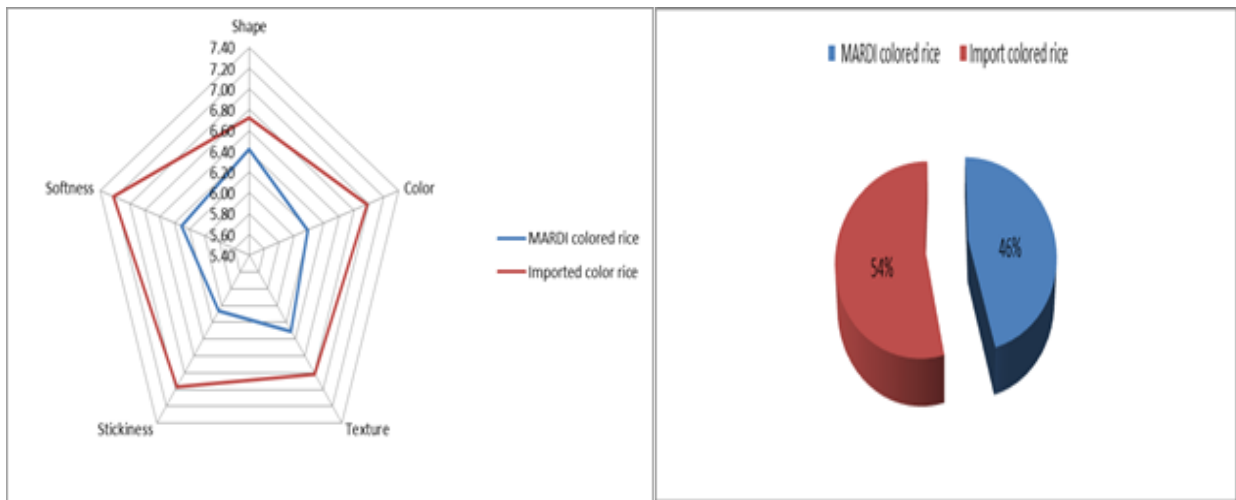 Shape
7.40
7.20
7.00
6.80
6.60
6.40
6.20
6.00
5.80
5.60
5.40
Softness
Color
Stickiness
Texture
MARDI colored rice
Imported color rice
MARDI colored rice Import colored rice
46%
54%